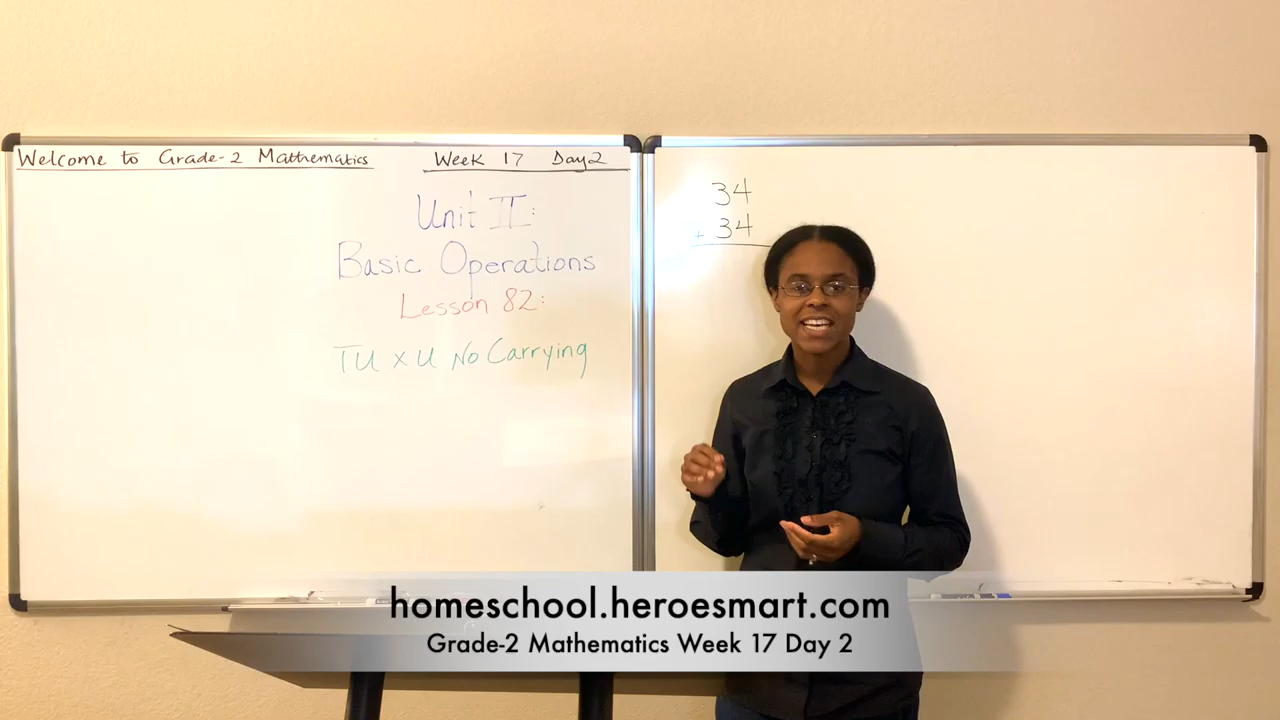 Welcome to Grade-2 Mathematics Week 17 Day2
Unit II:
Basic Operations
Lesson 82:
TU x U No Carrying
34
+ 34
homeschool.heroesmart.com
Grade-2 Mathematics Week 17 Day 2